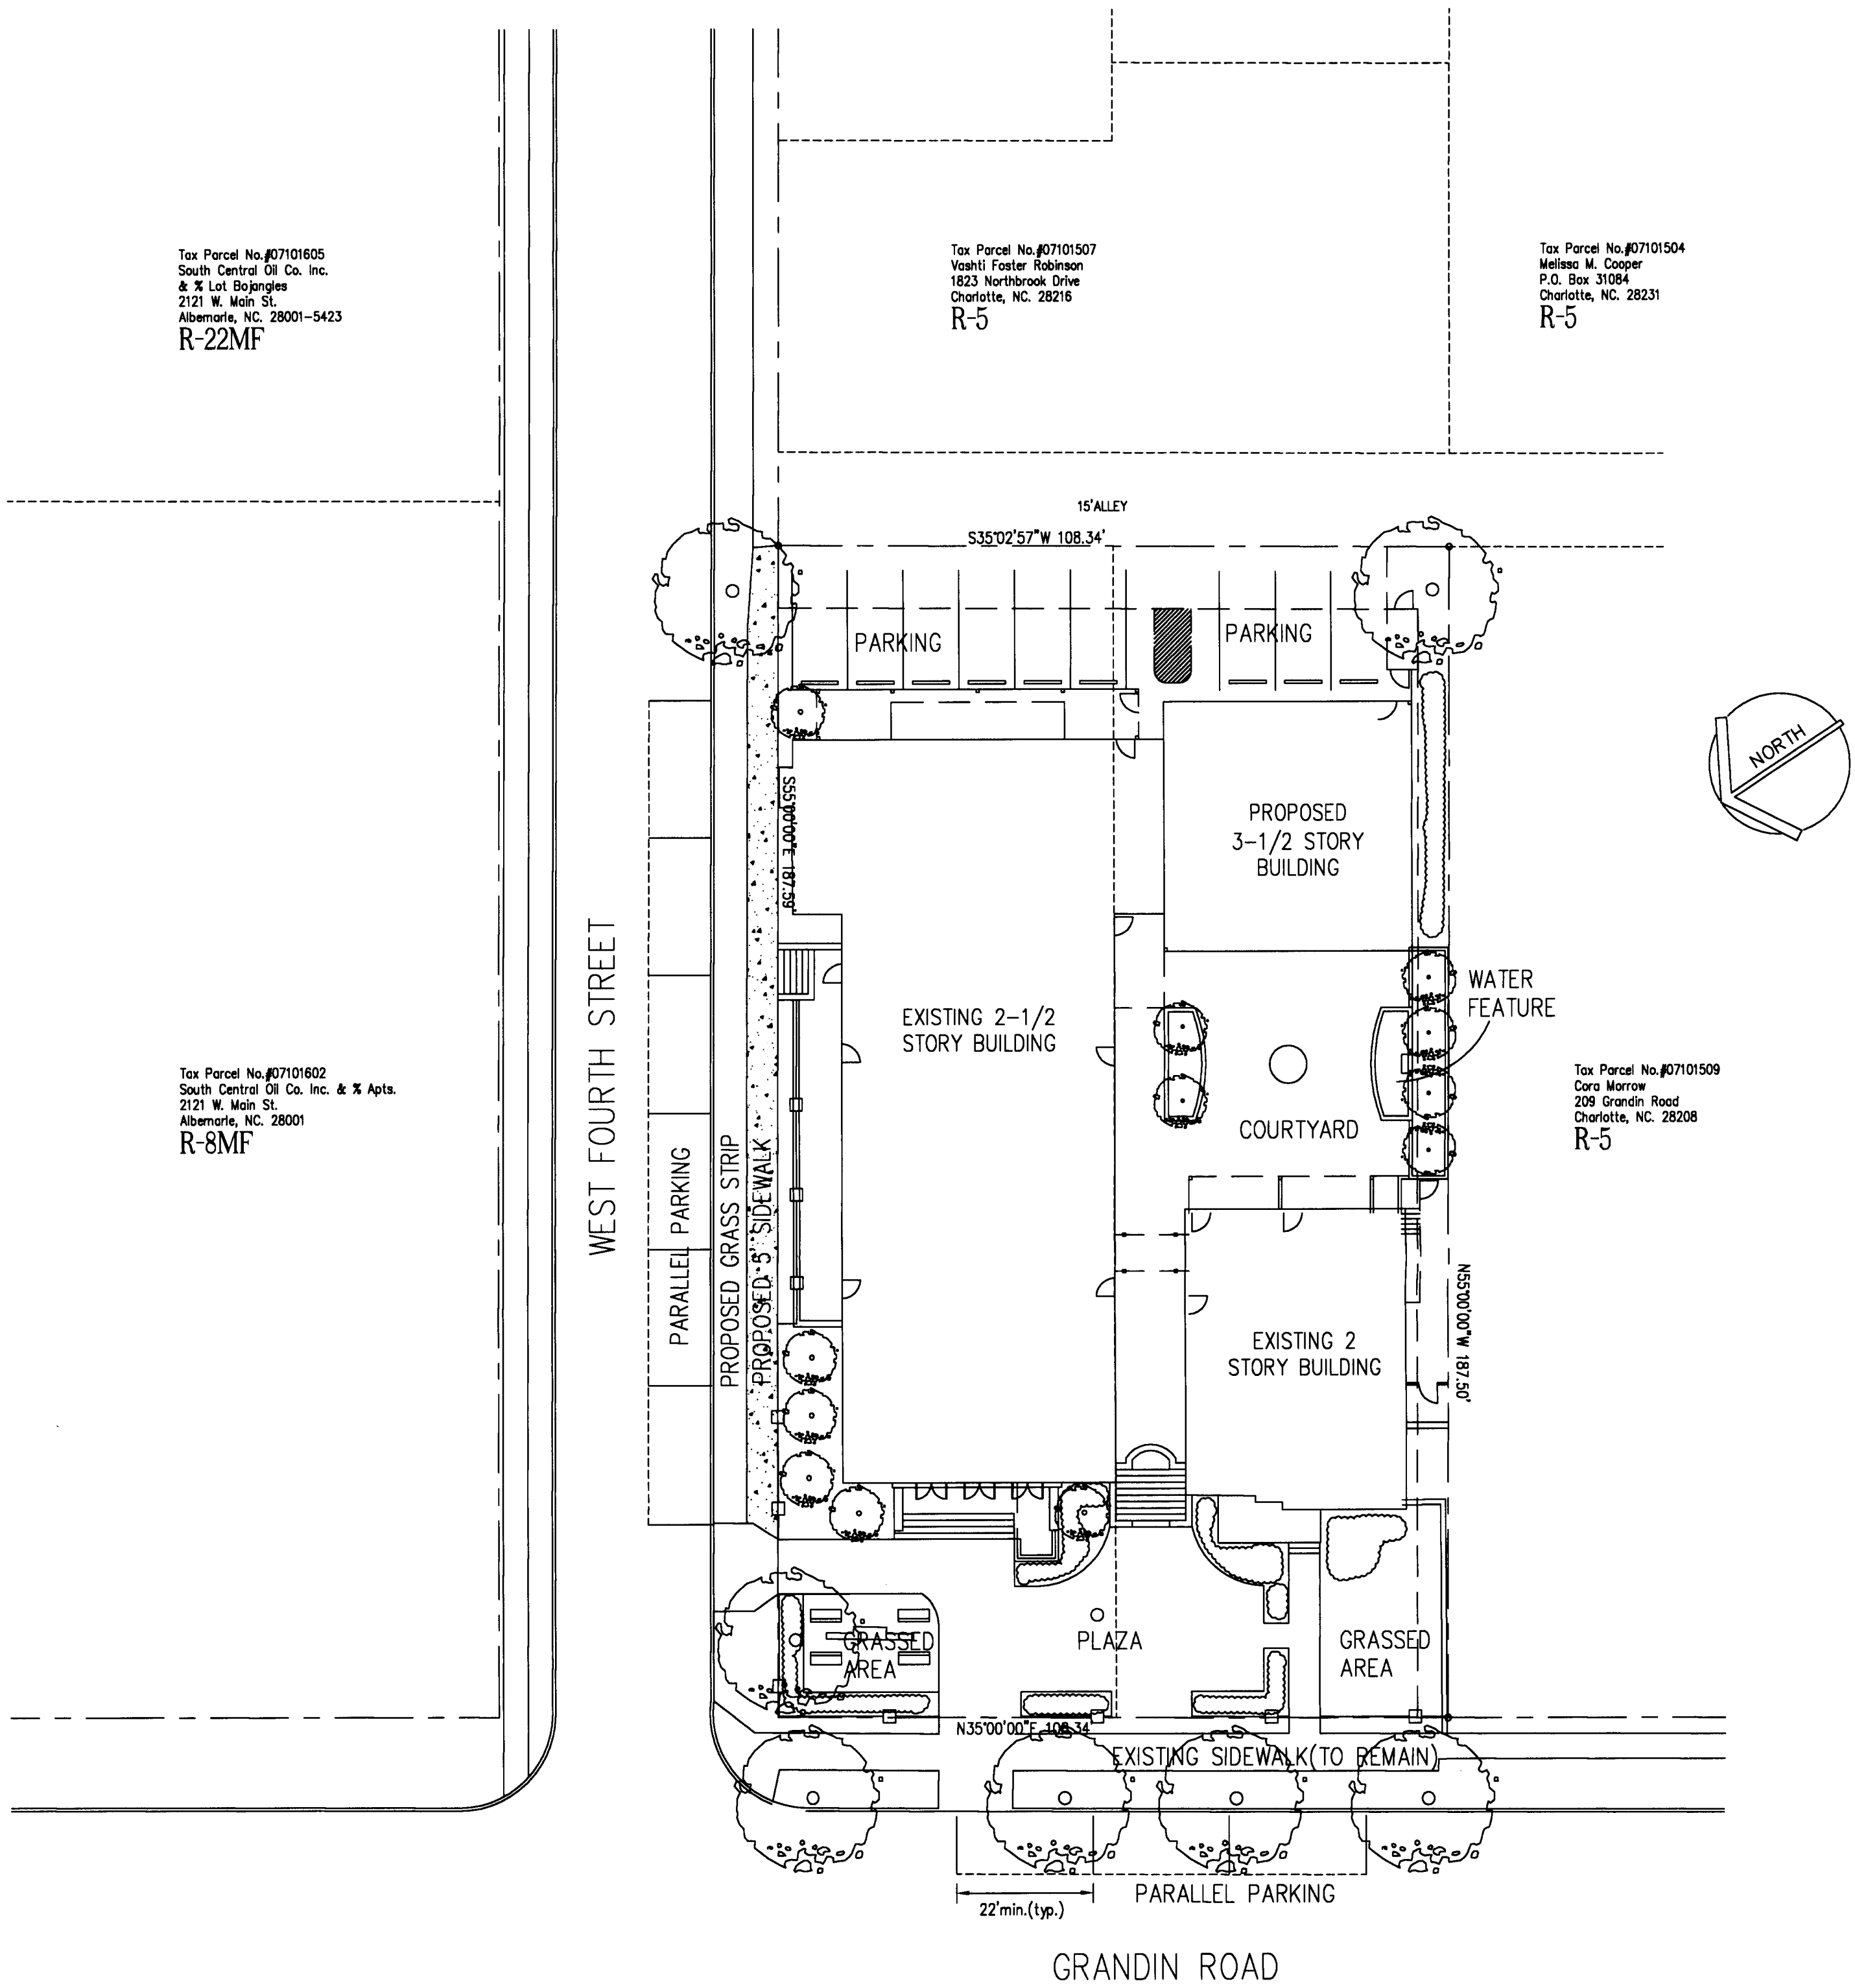 Tax Parcel No.#07101605
South Central Oil Co. Inc.
& % Lot Bojangles
2121 W. Main St.
Albemarle, NC. 28001-5423
R-22MF
Tax Parcel No.#07101507
Vashti Foster Robinson
1823 Northbrook Drive
Charlotte, NC. 28216
R-5
Tax Parcel No.#07101504
Melissa M. Cooper
P.O. Box 31084
Charlotte, NC. 28231
R-5
15'ALLEY
S35°02'57"W 108.34'
PARKING
PARKING
NORTH
S55°00'00"E 187.59'
PROPOSED
3-1/2 STORY
BUILDING
WATER
FEATURE
EXISTING 2-1/2
STORY BUILDING
COURTYARD
WEST FOURTH STREET
Tax Parcel No.#07101602
South Central Oil Co. Inc. & % Apts.
2121 W. Main St.
Albemarle, NC. 28001
R-8MF
Tax Parcel No.#07101509
Cora Morrow
209 Grandin Road
Charlotte, NC. 28208
R-5
PARALLEL PARKING
PROPOSED GRASS STRIP
PROPOSED 5' SIDEWALK
N55°00'00"W 187.50'
EXISTING 2
STORY BUILDING
GRASSED
AREA
PLAZA
GRASSED
AREA
N35°00'00"E 108.34'
EXISTING SIDEWALK(TO REMAIN)
PARALLEL PARKING
22'min.(typ.)
GRANDIN ROAD